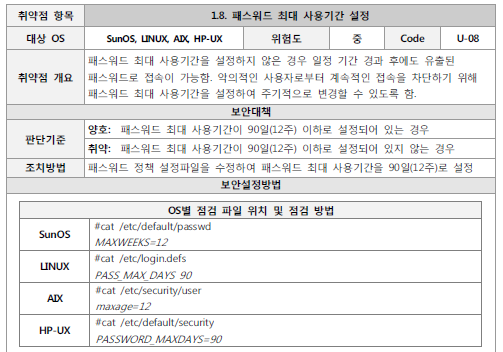 취약점 항목 1.8. 패스워드 최대 사용기간 설정
대상 OS SunOS, LINUX, AIX, HP-UX 위험도 중 Code U-08
취약점 개요 패스워드 최대 사용기간을 설정하지 않은 경우 일정 기간 경과 후에도 유출된
패스워드로 접속이 가능함. 악의적인 사용자로부터 계속적인 접속을 차단하기 위해
패스워드 최대 사용기간을 설정하여 주기적으로 변경할 수 있도록 함.
보안대책
판단기준 양호: 패스워드 최대 사용기간이 90일(12주) 이하로 설정되어 있는 경우
취약: 패스워드 최대 사용기간이 90일(12주) 이하로 설정되어 있지 않는 경우
조치방법 패스워드 정책 설정파일을 수정하여 패스워드 최대 사용기간을 90일(12주)로 설정
보안설정방법
OS별 점검 파일 위치 및 점검 방법
SunOS #cat /etc/default/passwd
MAXWEEKS=12
LINUX #cat /etc/login.defs
PASS_MAX_DAYS 90
AIX #cat /etc/security/user
maxage=12
HP-UX #cat /etc/default/security
PASSWORD_MAXDAYS=90